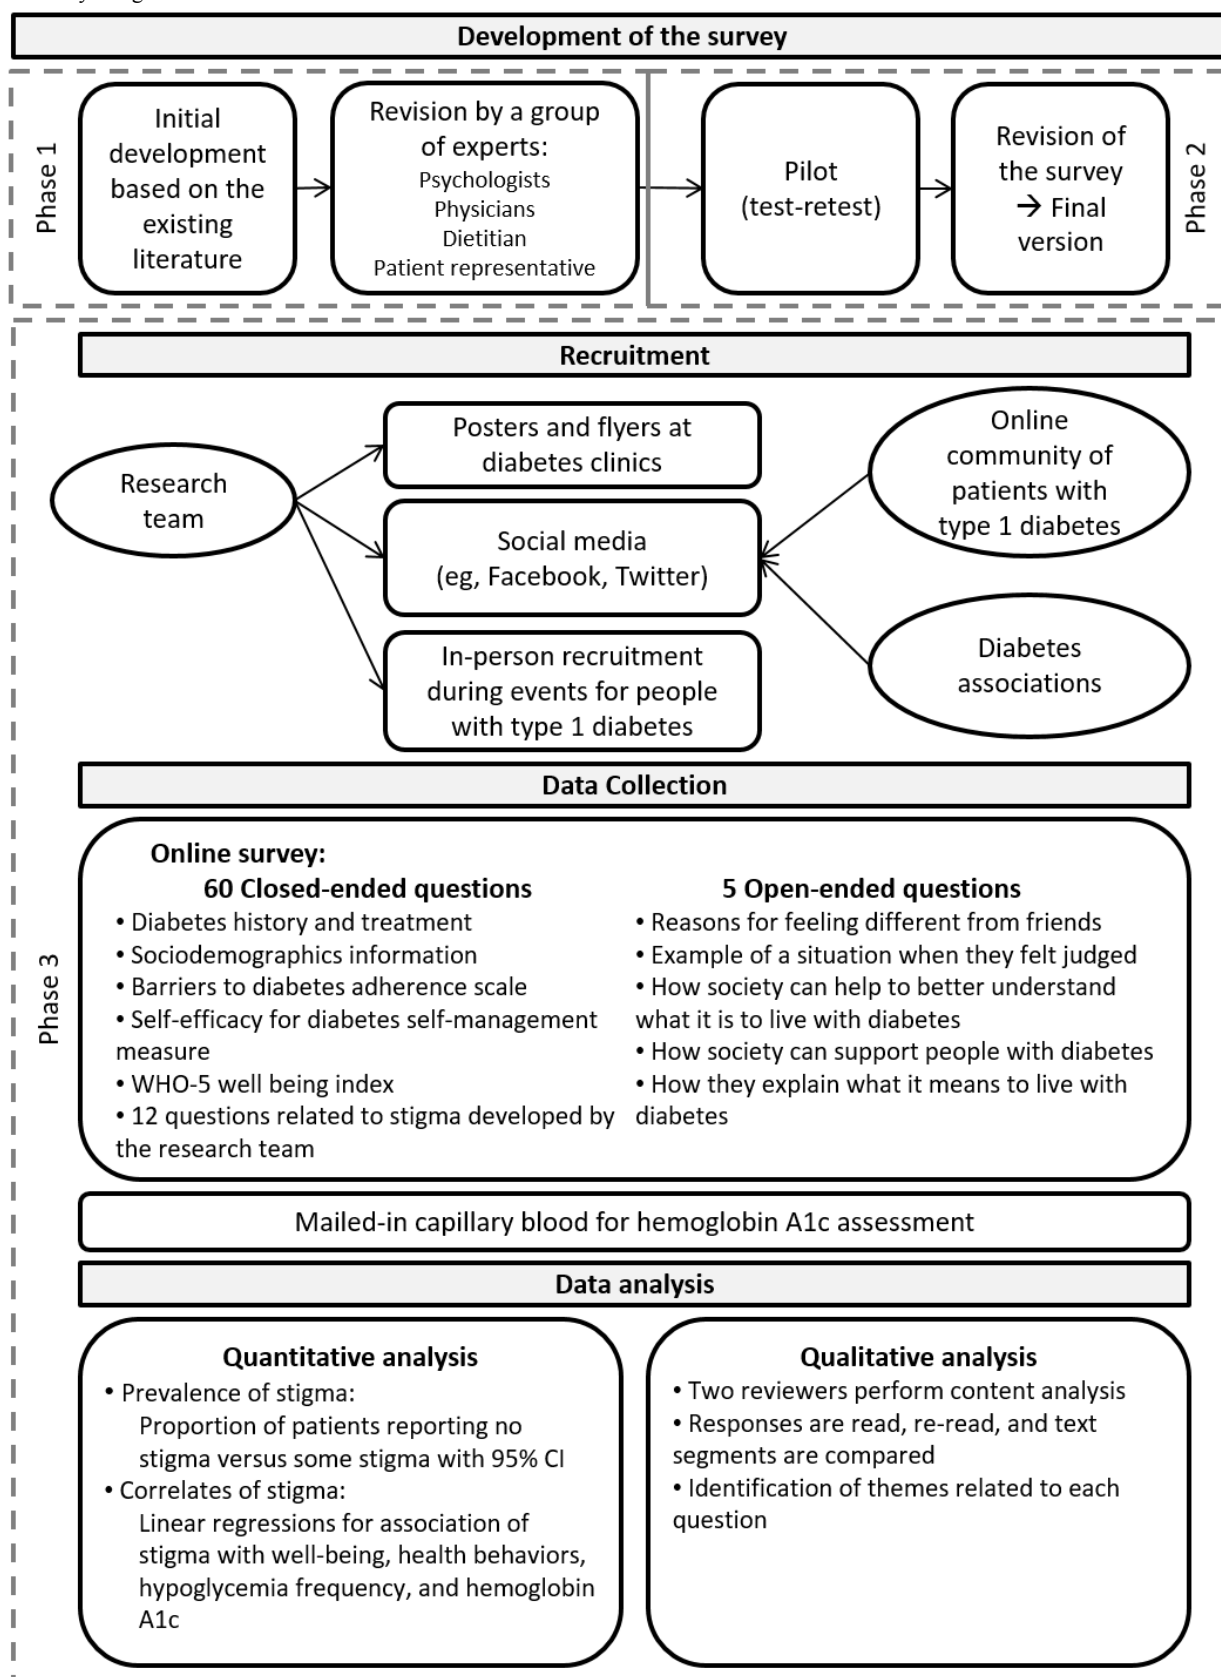 Development of the survey
Phase 1
Initial
development
based on the
existing
literature
Revision by a group
of experts:
Psychologists
Physicians
Dietitian
Patient representative
Pilot
(test-retest)
Revision of
the survey
→ Final
version
Phase 2
Recruitment
Research
team
Posters and flyers at
diabetes clinics
Social media
(eg, Facebook, Twitter)
In-person recruitment
during events for people
with type 1 diabetes
Online
community of
patients with
type 1 diabetes
Diabetes
associations
Phase 3
Data Collection
Online survey:
60 Closed-ended questions
• Diabetes history and treatment
• Sociodemographics information
• Barriers to diabetes adherence scale
• Self-efficacy for diabetes self-management
measure
• WHO-5 well being index
• 12 questions related to stigma developed by
the research team
5 Open-ended questions
• Reasons for feeling different from friends
• Example of a situation when they felt judged
• How society can help to better understand
what it is to live with diabetes
• How society can support people with diabetes
• How they explain what it means to live with
diabetes
Mailed-in capillary blood for hemoglobin A1c assessment
Data analysis
Quantitative analysis
• Prevalence of stigma:
Proportion of patients reporting no
stigma versus some stigma with 95% CI
• Correlates of stigma:
Linear regressions for association of
stigma with well-being, health behaviors,
hypoglycemia frequency, and hemoglobin
A1c
Qualitative analysis
• Two reviewers perform content analysis
• Responses are read, re-read, and text
segments are compared
• Identification of themes related to each
question